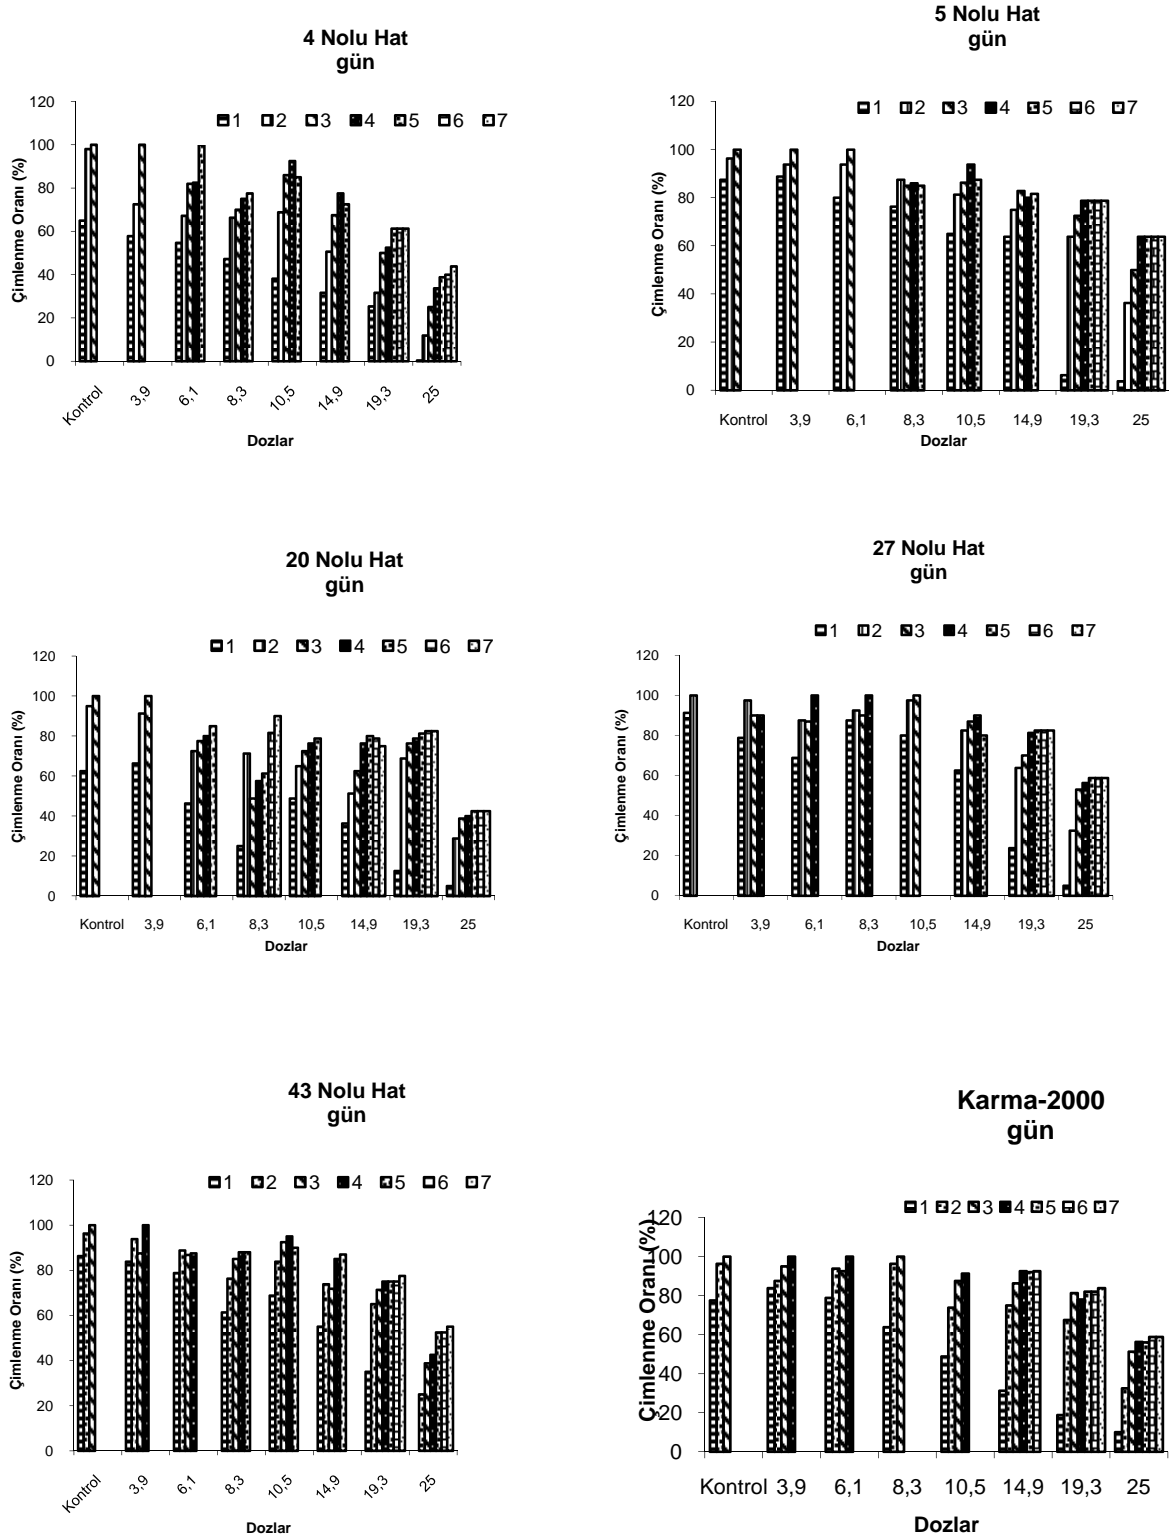 4 Nolu Hat
gün
1 2 3 4 5 6 7
120
100
80
60
40
20
0
Çimlenme Oranı (%)
Kontrol 3,9 6,1 8,3 10,5 14,9 19,3 25
Dozlar
5 Nolu Hat
gün
1 2 3 4 5 6 7
120
100
80
60
40
20
0
Çimlenme Oranı (%)
Kontrol 3,9 6,1 8,3 10,5 14,9 19,3 25
Dozlar
20 Nolu Hat
gün
1 2 3 4 5 6 7
120
100
80
60
40
20
0
Çimlenme Oranı (%)
Kontrol 3,9 6,1 8,3 10,5 14,9 19,3 25
Dozlar
27 Nolu Hat
gün
1 2 3 4 5 6 7
120
100
80
60
40
20
0
Çimlenme Oranı (%)
Kontrol 3,9 6,1 8,3 10,5 14,9 19,3 25
Dozlar
43 Nolu Hat
gün
1 2 3 4 5 6 7
120
100
80
60
40
20
0
Çimlenme Oranı (%)
Kontrol 3,9 6,1 8,3 10,5 14,9 19,3 25
Dozlar
Karma-2000
gün
1 2 3 4 5 6 7
120
100
80
60
40
20
0
Çimlenme Oranı (%)
Kontrol 3,9 6,1 8,3 10,5 14,9 19,3 25
Dozlar